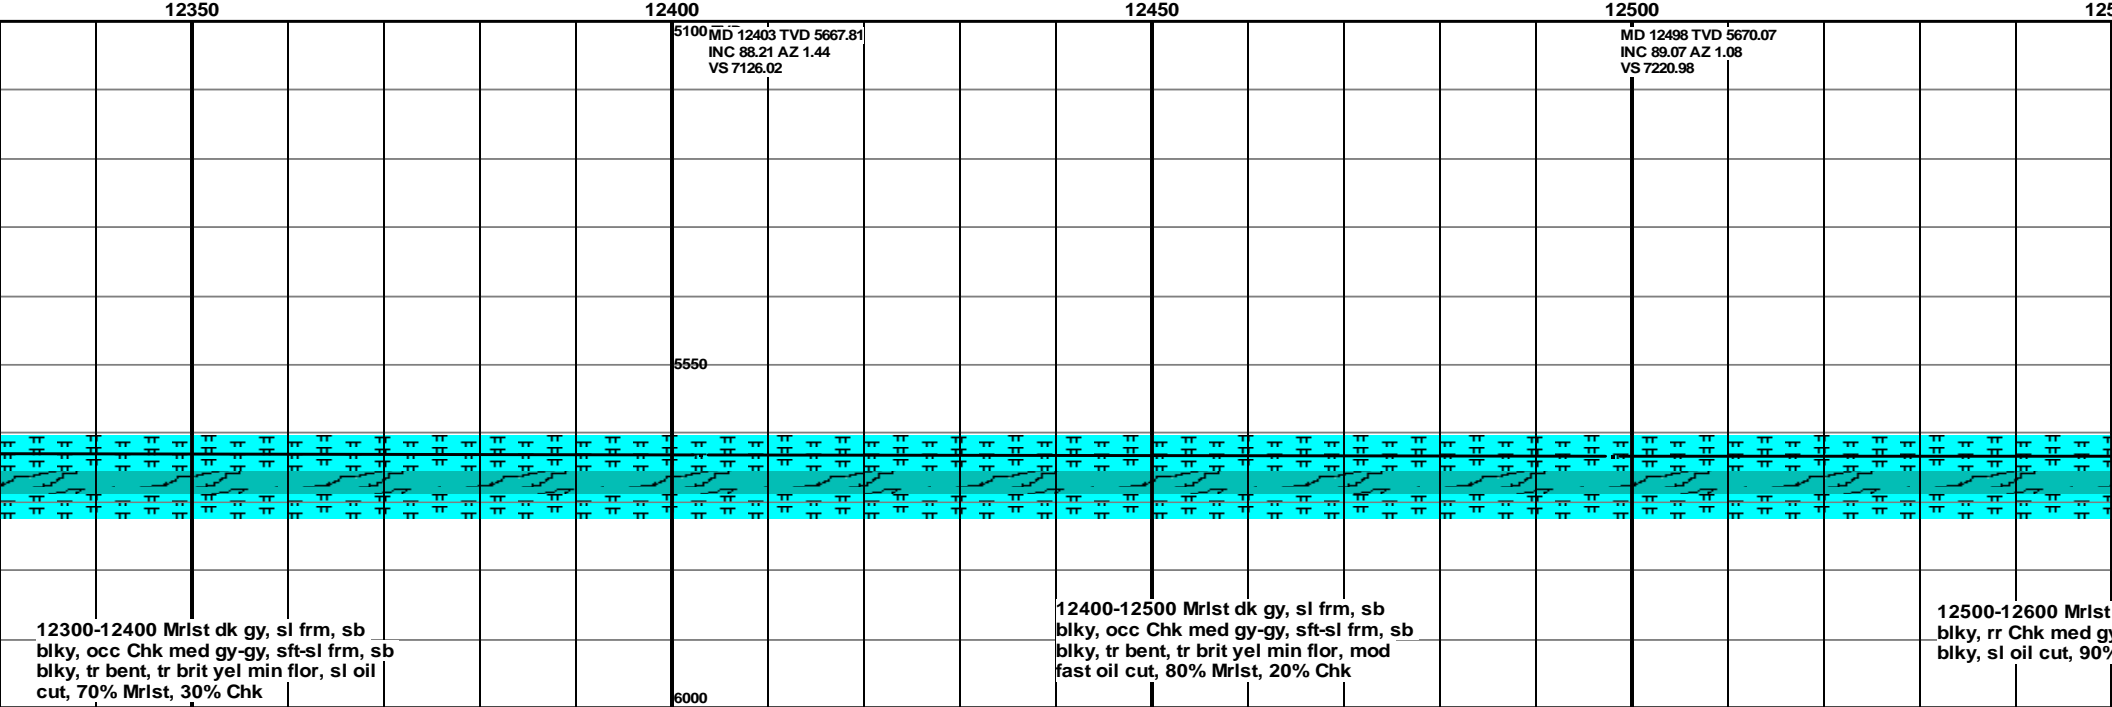 12350 12400 12450 12500 125
5100
MD 12403 TVD 5667.81
INC 88.21 AZ 1.44
VS 7126.02
MD 12498 TVD 5670.07
INC 89.07 AZ 1.08
VS 7220.98
5550
12300-12400 Mrlst dk gy, sl frm, sb
blky, occ Chk med gy-gy, sft-sl frm, sb
blky, tr bent, tr brit yel min flor, sl oil
cut, 70% Mrlst, 30% Chk
6000
12400-12500 Mrlst dk gy, sl frm, sb
blky, occ Chk med gy-gy, sft-sl frm, sb
blky, tr bent, tr brit yel min flor, mod
fast oil cut, 80% Mrlst, 20% Chk
12500-12600 Mrlst
blky, rr Chk med gy
blky, sl oil cut, 90%